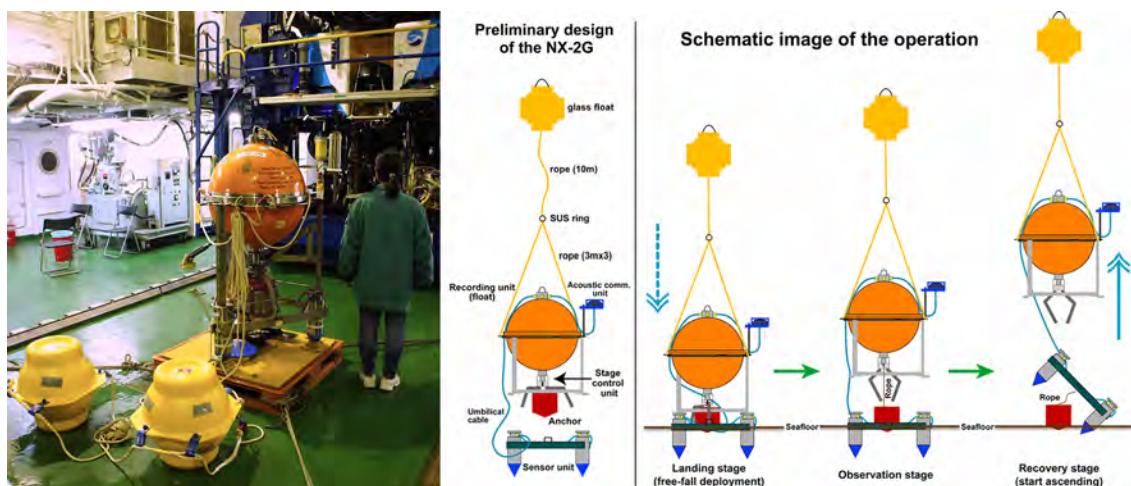 Preliminary design
of the NX-2G
glass float
rope (10m)
SUS ring
rope (3mx3)
Recording unit
(float)
Acoustic comm.
unit
Stage
control
unit
Umbilical
cable
Anchor
Sensor unit
Schematic image of the operation
Rope
Rope
Seafloor
Seafloor
Landing stage
(free-fall deployment)
Observation stage
Recovery stage
(start ascending)